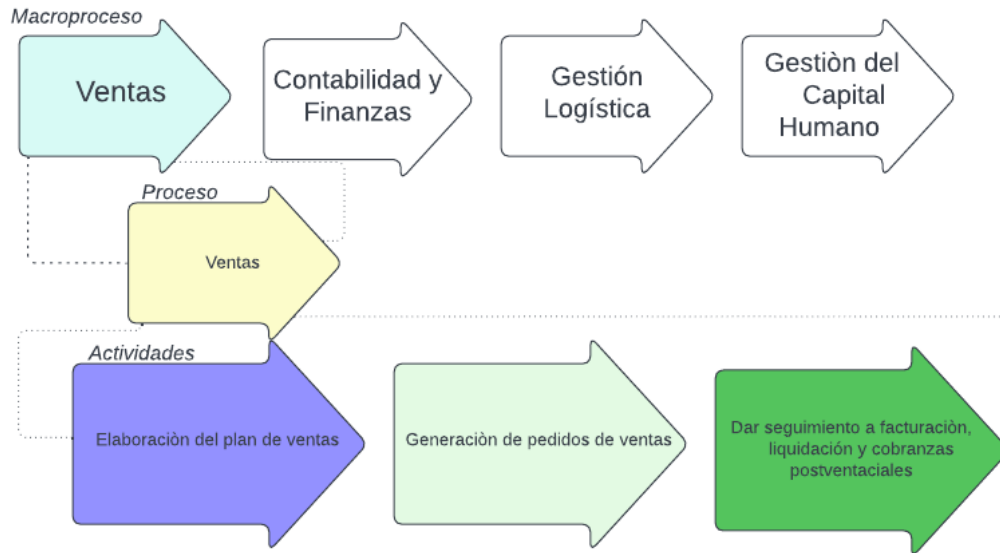 Macroproceso
Ventas
Contabilidad y
Finanzas
Gestión
Logística
Gestiòn del
Capital
Humano
Proceso
Ventas
Actividades
Elaboraciòn del plan de ventas
Generaciòn de pedidos de ventas
Dar seguimiento a facturaciòn,
liquidación y cobranzas
postventaciales